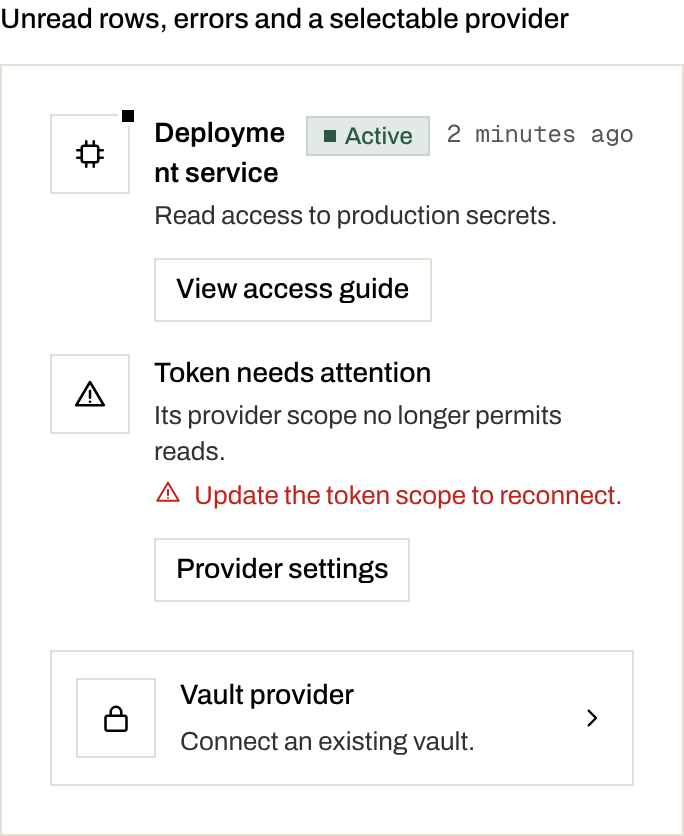 Unread rows, errors and a selectable provider
Deployme
nt service
Active
2 minutes ago
Read access to production secrets.
View access guide
Token needs attention
Its provider scope no longer permits
reads.
Update the token scope to reconnect.
Provider settings
Vault provider
Connect an existing vault.